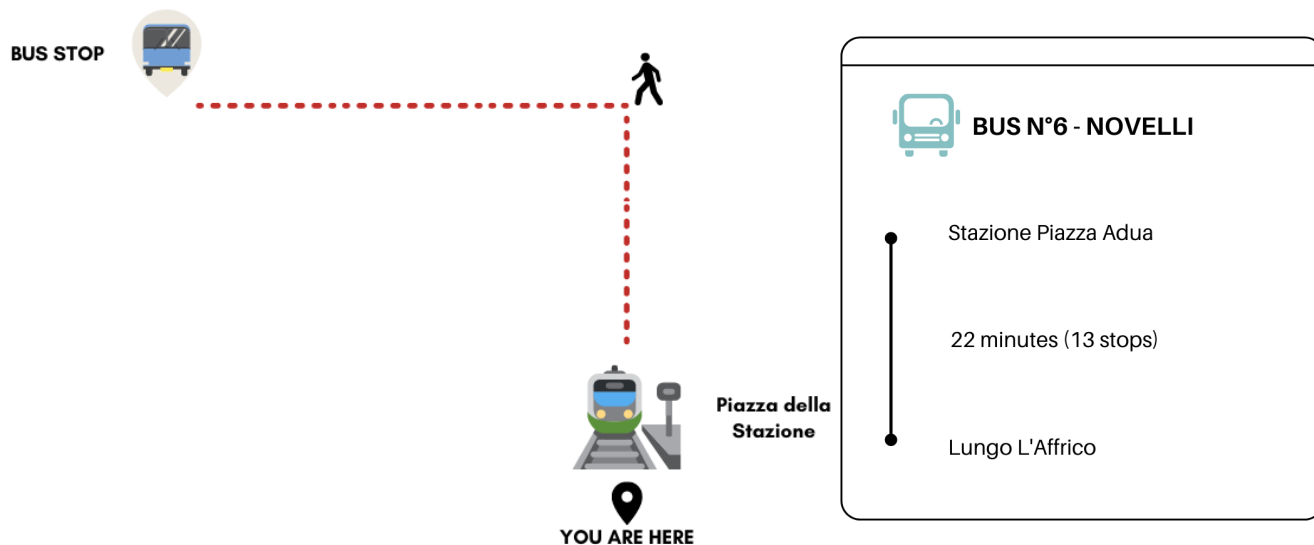 BUS STOP
Piazza della
Stazione
YOU ARE HERE
BUS N°6 - NOVELLI
Stazione Piazza Adua
22 minutes (13 stops)
Lungo L'Affrico